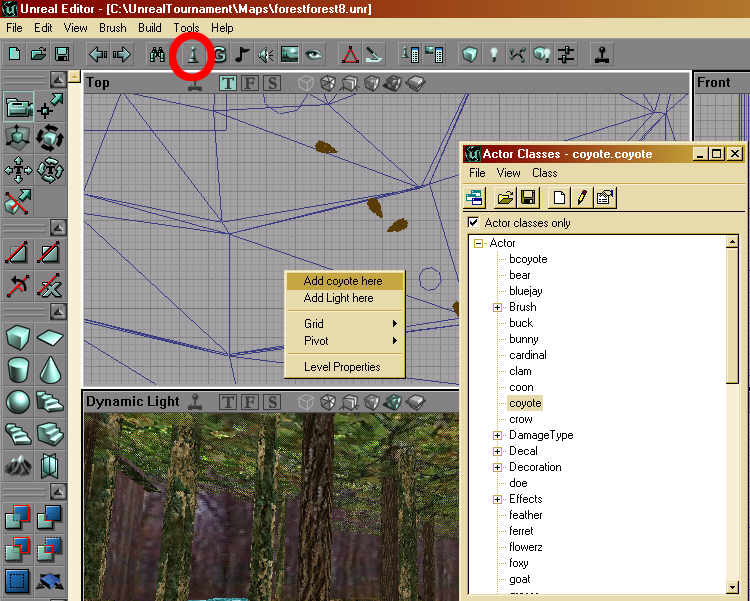 Unreal Editor - [C:\UnrealTournament\Maps\forestforest8.unr]
File Edit View Brush Build Tools Help
Top
T F S
Front
Add coyote here
Add Light here
Grid
Pivot
Level Properties
Dynamic Light
T F S
Actor Classes - coyote.coyote
File View Class
Actor classes only
Actor
bcoyote
bear
bluejay
Brush
buck
bunny
cardinal
clam
coon
coyote
crow
DamageType
Decal
Decoration
doe
Effects
feather
ferret
flowerz
foxy
goat